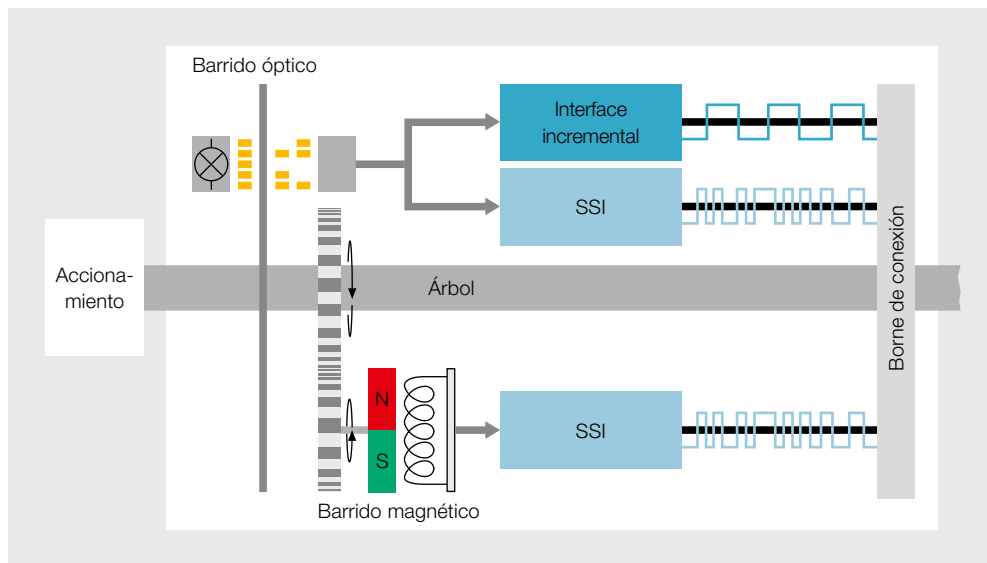 Barrido óptico
Interface
incremental
SSI
Acciona-
miento
Árbol
Borne de conexión
N
S
SSI
Barrido magnético